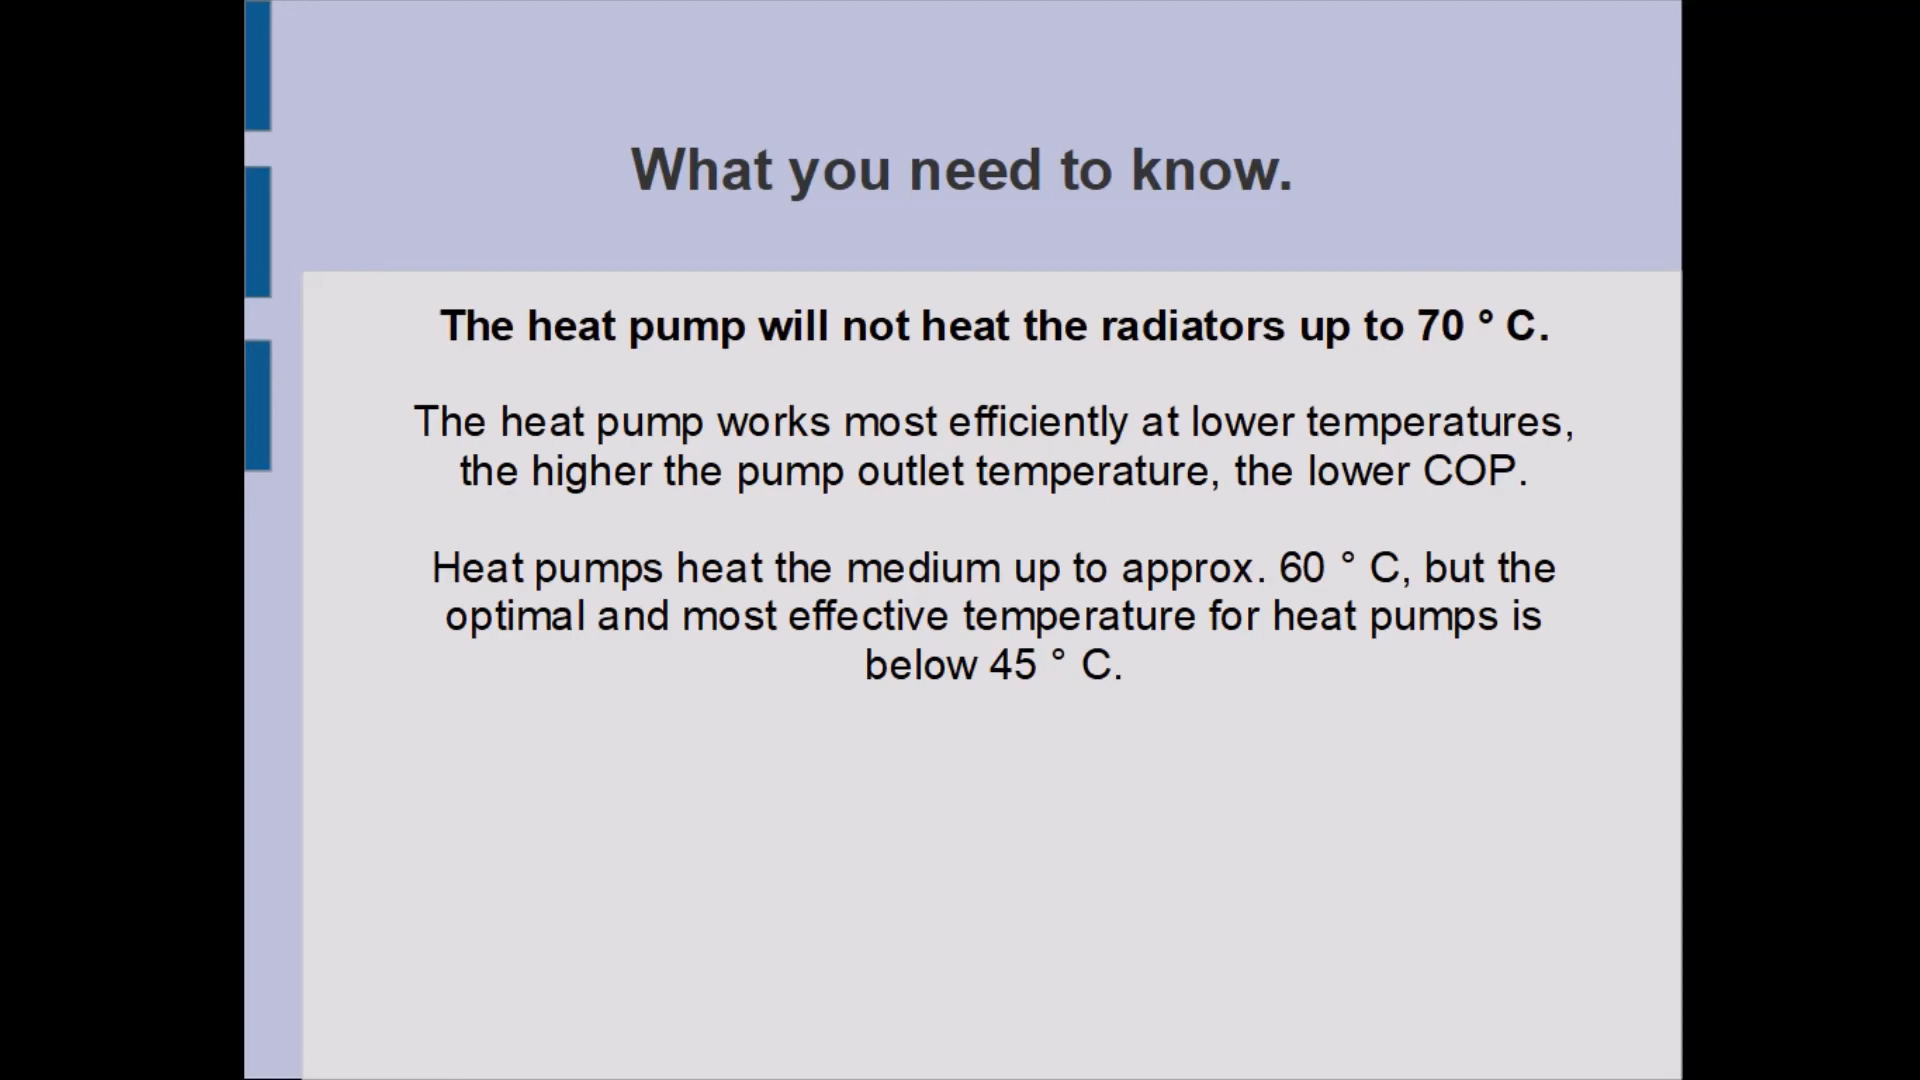 What you need to know.
The heat pump will not heat the radiators up to 70 ° C.
The heat pump works most efficiently at lower temperatures,
the higher the pump outlet temperature, the lower COP.
Heat pumps heat the medium up to approx. 60 ° C, but the
optimal and most effective temperature for heat pumps is
below 45 ° C.